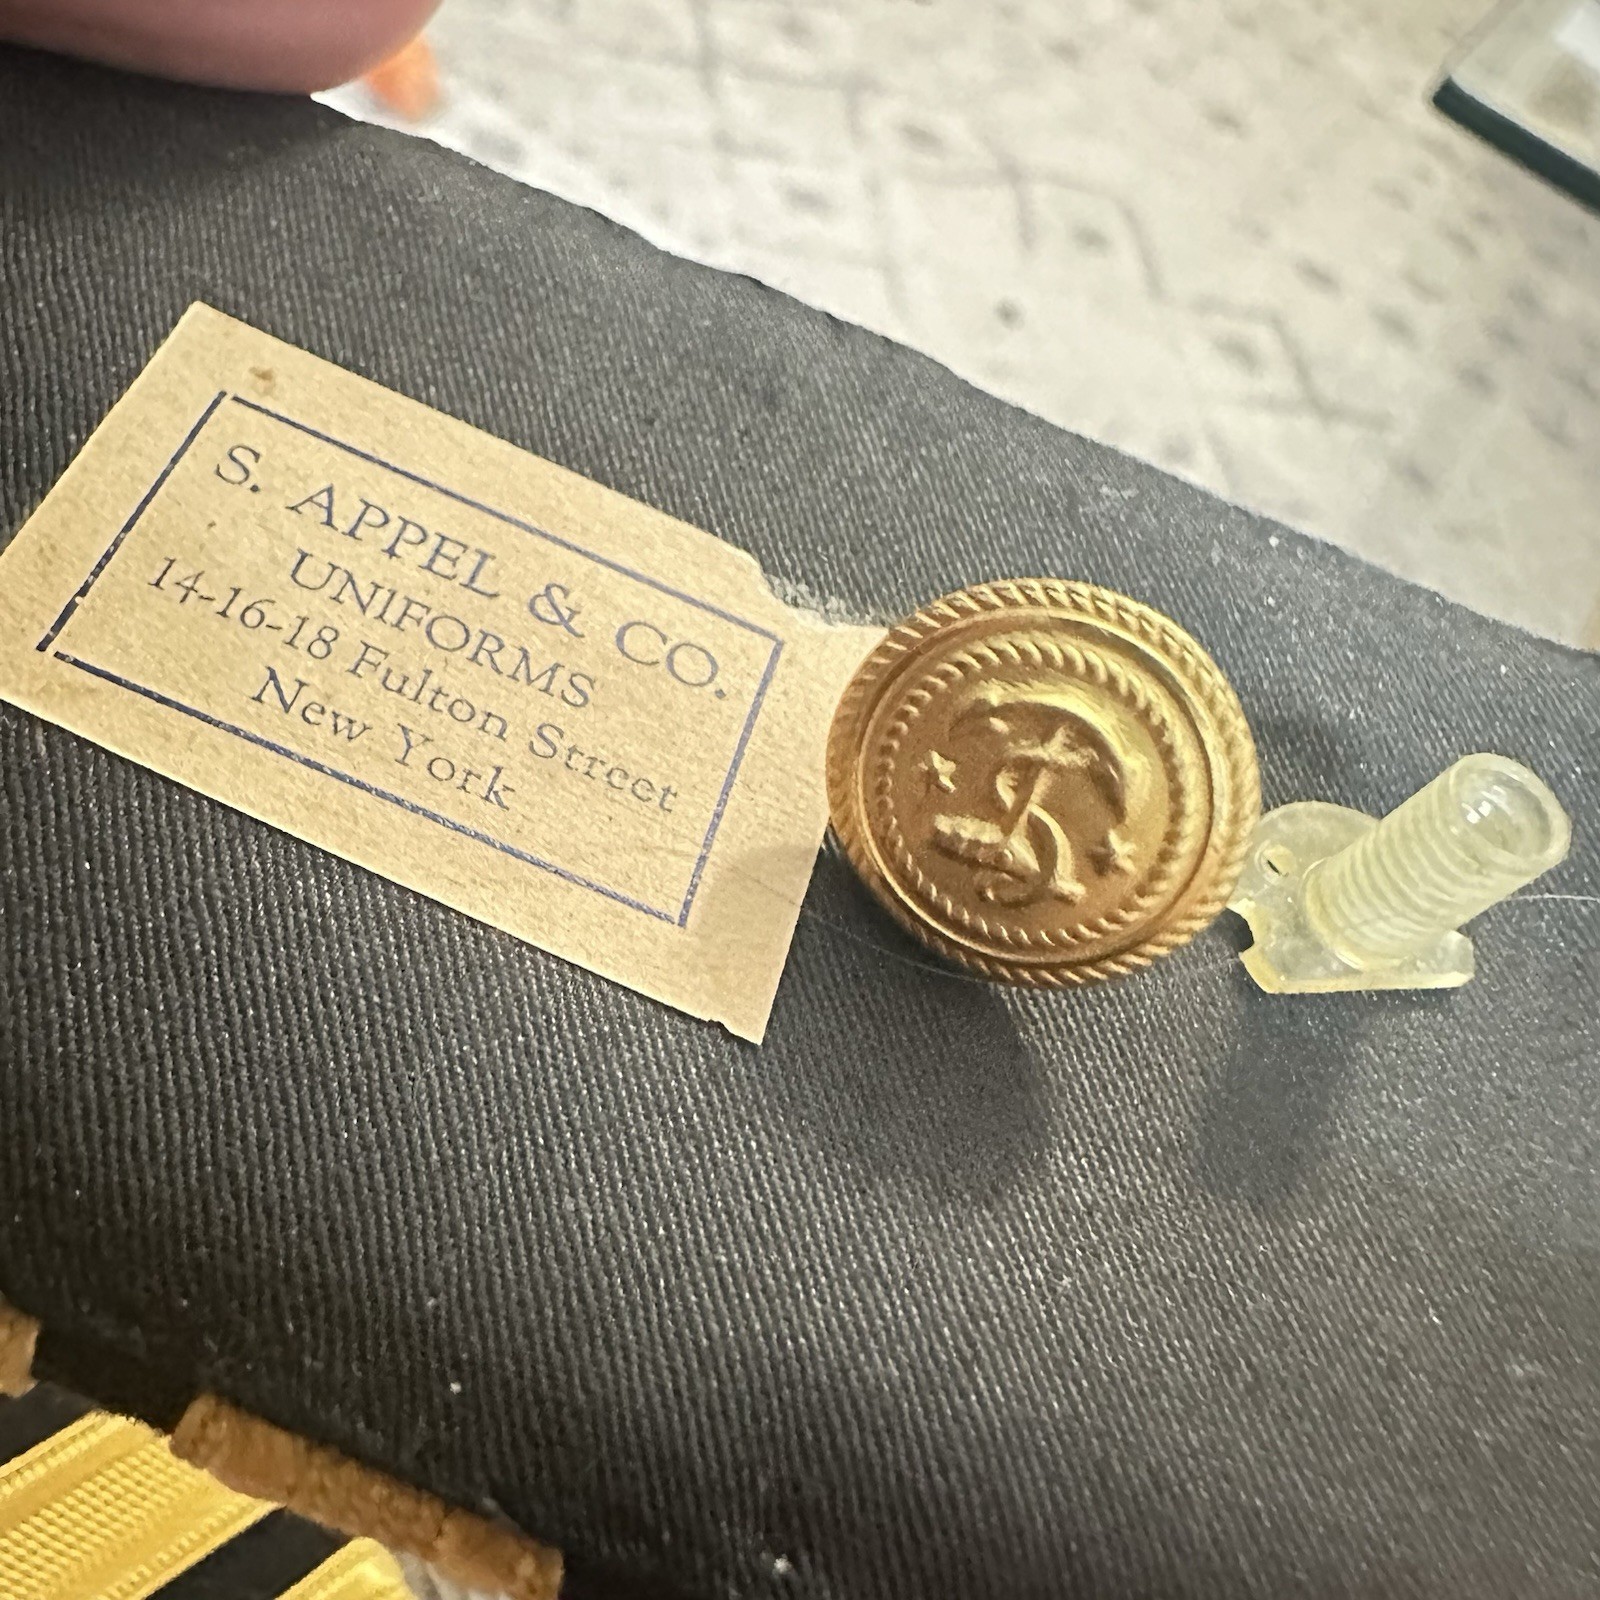 S. APPEL & CO.
UNIFORMS
14-16-18 Fulton Street
New York